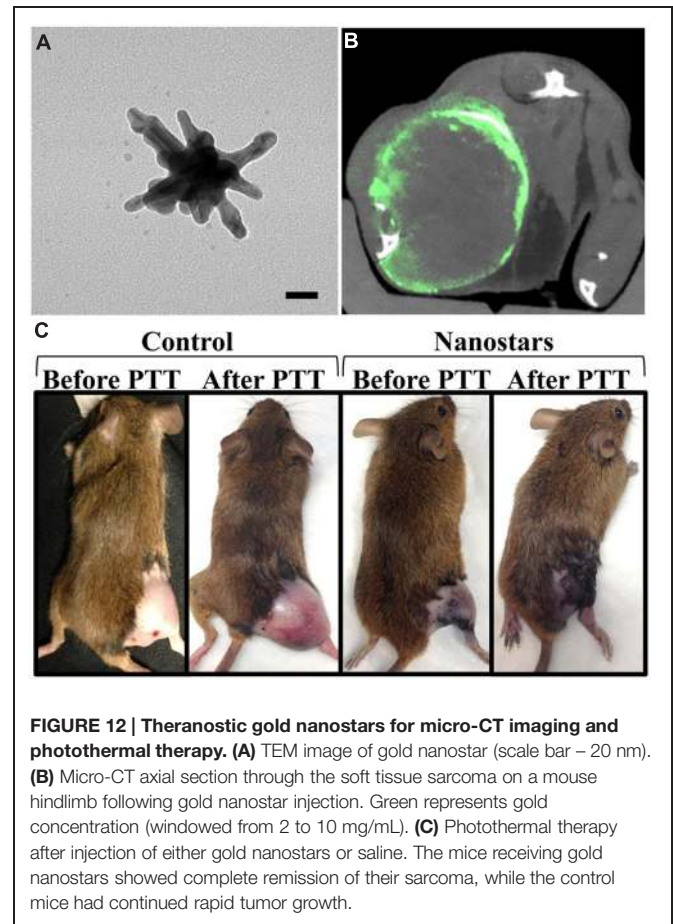 A
B
C
Control
Nanostars
Before PTT
After PTT
Before PTT
After PTT
FIGURE 12 | Theranostic gold nanostars for micro-CT imaging and
photothermal therapy. (A) TEM image of gold nanostar (scale bar – 20 nm).
(B) Micro-CT axial section through the soft tissue sarcoma on a mouse
hindlimb following gold nanostar injection. Green represents gold
concentration (windowed from 2 to 10 mg/mL). (C) Photothermal therapy
after injection of either gold nanostars or saline. The mice receiving gold
nanostars showed complete remission of their sarcoma, while the control
mice had continued rapid tumor growth.